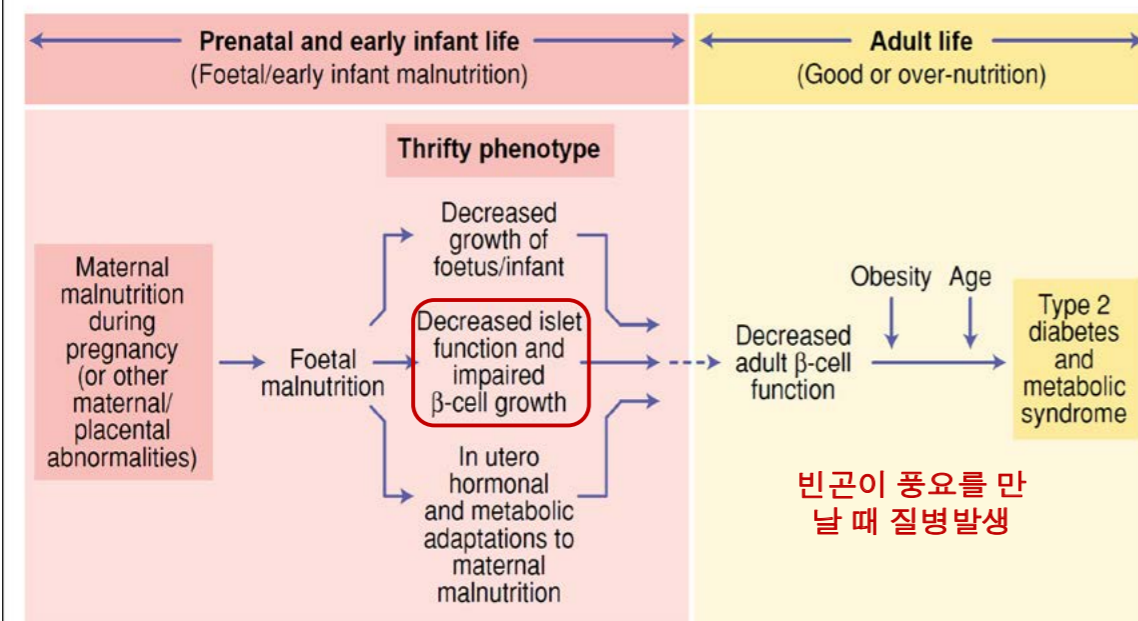 Prenatal and early infant life
(Foetal/early infant malnutrition)
Adult life
(Good or over-nutrition)
Thrifty phenotype
Maternal
malnutrition
during
pregnancy
(or other
maternal/
placental
abnormalities)
Foetal
malnutrition
Decreased
growth of
foetus/infant
Decreased islet
function and
impaired
β-cell growth
In utero
hormonal
and metabolic
adaptations to
maternal
malnutrition
Decreased
adult β-cell
function
Obesity
Age
Type 2
diabetes
and
metabolic
syndrome
빈곤이 풍요를 만
날 때 질병발생